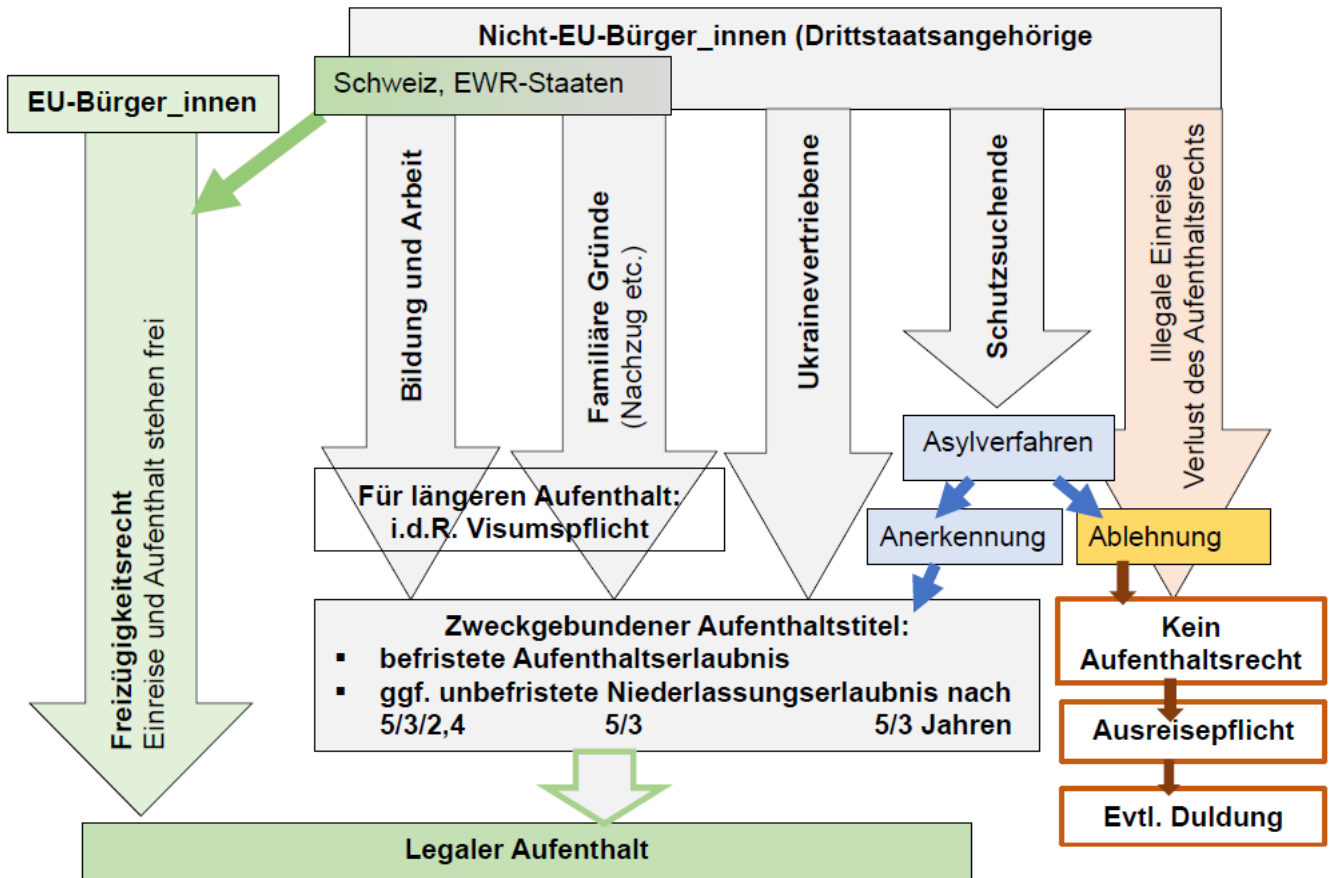 Nicht-EU-Bürger_innen (Drittstaatsangehörige
Schweiz, EWR-Staaten
EU-Bürger_innen
Freizügigkeitsrecht
Einreise und Aufenthalt stehen frei
Bildung und Arbeit
Familiäre Gründe
(Nachzug etc.)
Ukrainevertriebene
Schutzsuchende
Illegale Einreise
Verlust des Aufenthaltsrechts
Asylverfahren
Für längeren Aufenthalt:
i.d.R. Visumspflicht
Anerkennung
Ablehnung
Zweckgebundener Aufenthaltstitel:
▪ befristete Aufenthaltserlaubnis
▪ ggf. unbefristete Niederlassungserlaubnis nach
5/3/2,4 5/3 5/3 Jahren
Kein
Aufenthaltsrecht
Ausreisepflicht
Evtl. Duldung
Legaler Aufenthalt